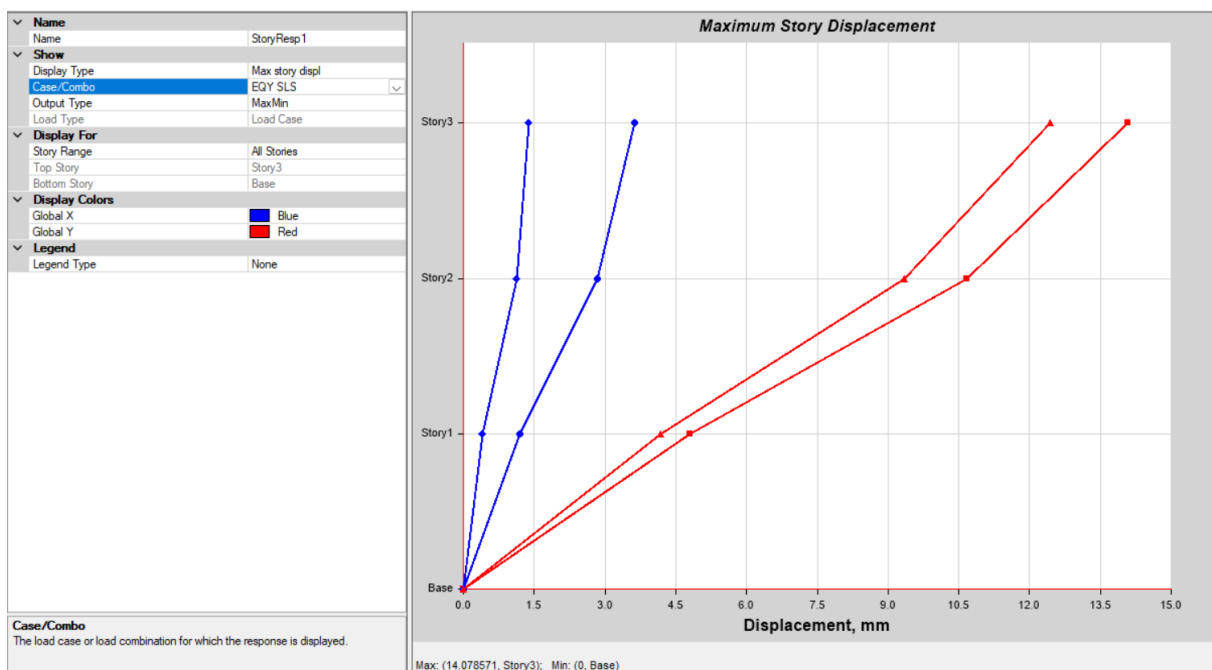 Name
Name StoryResp1
Show
Display Type Max story displ
Case/Combo EQY SLS
Output Type MaxMin
Load Type Load Case
Display For
Story Range All Stories
Top Story Story3
Bottom Story Base
Display Colors
Global X Blue
Global Y Red
Legend
Legend Type None
Case/Combo
The load case or load combination for which the response is displayed.
Maximum Story Displacement
Story3
Story2
Story1
Base
0.0 1.5 3.0 4.5 6.0 7.5 9.0 10.5 12.0 13.5 15.0
Displacement, mm
Max: (14.078571, Story3); Min: (0, Base)